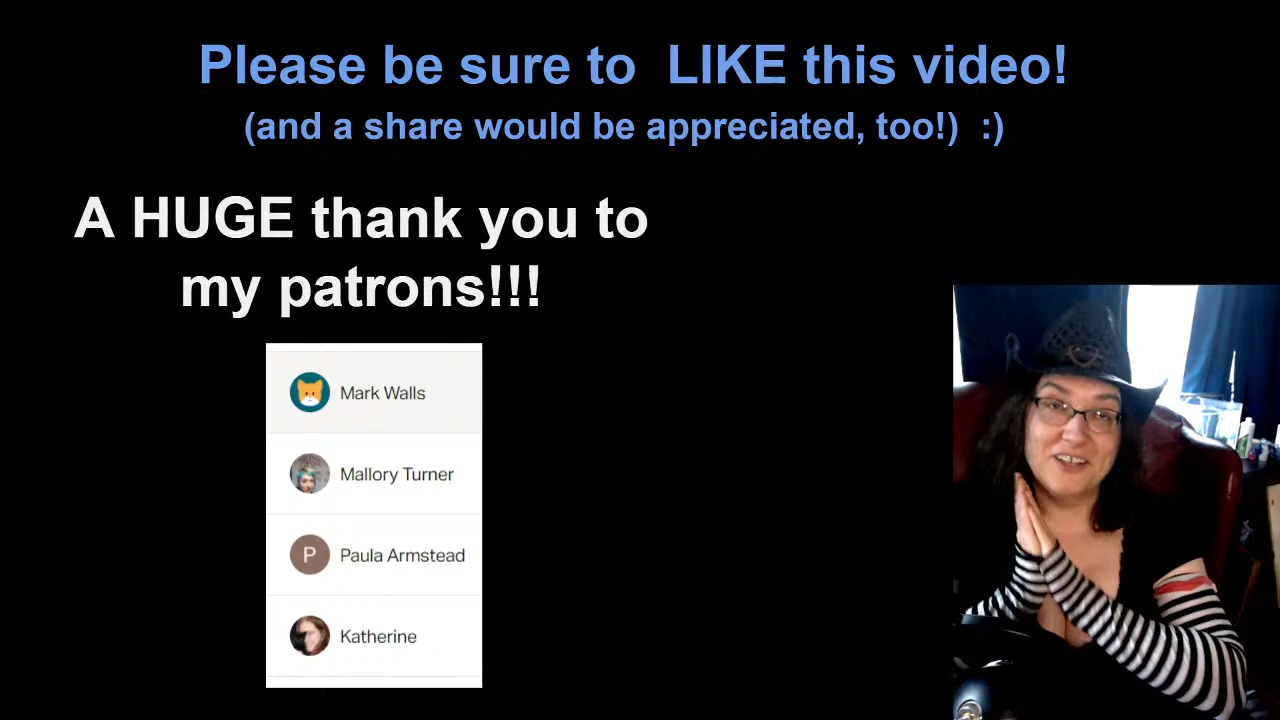 Please be sure to  LIKE this video!
(and a share would be appreciated, too!)  :)
A HUGE thank you to
my patrons!!!
Mark Walls
Mallory Turner
P
Paula Armstead
Katherine